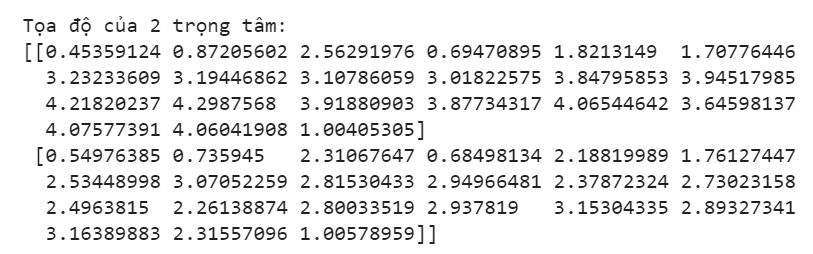 Tọa độ của 2 trọng tâm:
[[0.45359124 0.87205602 2.56291976 0.69470895 1.8213149  1.70776446
  3.23233609 3.19446862 3.10786059 3.01822575 3.84795853 3.94517985
  4.21820237 4.2987568  3.91880903 3.87734317 4.06544642 3.64598137
  4.07577391 4.06041908 1.00405305]
 [0.54976385 0.735945   2.31067647 0.68498134 2.18819989 1.76127447
  2.53448998 3.07052259 2.81530433 2.94966481 2.37872324 2.73023158
  2.4963815  2.26138874 2.80033519 2.937819   3.15304335 2.89327341
  3.16389883 2.31557096 1.00578959]]